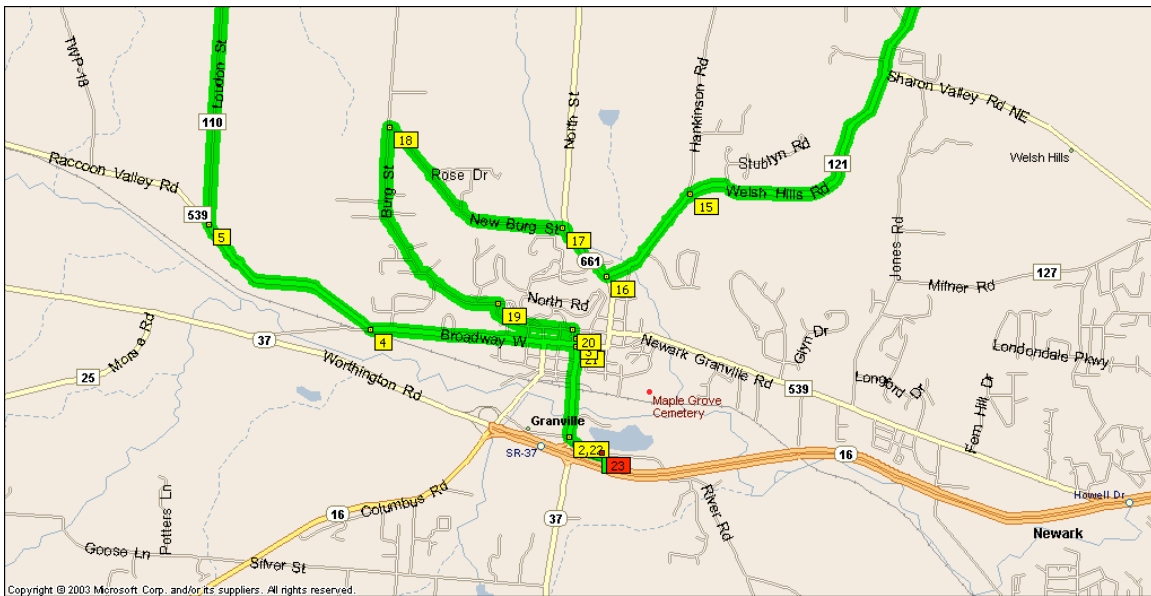 TWP-18
Loudon St
110
Raccoon Valley Rd
539
5
18
Rose Dr
Burg St
New Burg St
17
North St
661
16
Hankinson Rd
15
Stublyn Rd
Welsh Hills Rd
121
Sharon Valley Rd NE
Welsh Hills
Jones Rd
Milner Rd
127
North Rd
19
4
Broadway W
20
3
21
Newark Granville Rd
539
Glyn Dr
Londondale Pkwy
Longford Dr
Fern Hill Dr
Morse Rd
25
37
Worthington Rd
Maple Grove
Cemetery
Granville
SR-37
2,22
23
16
River Rd
Howell Dr
Newark
37
Columbus Rd
16
Potters Ln
Goose Ln
Silver St
Copyright © 2003 Microsoft Corp. and/or its suppliers. All rights reserved.